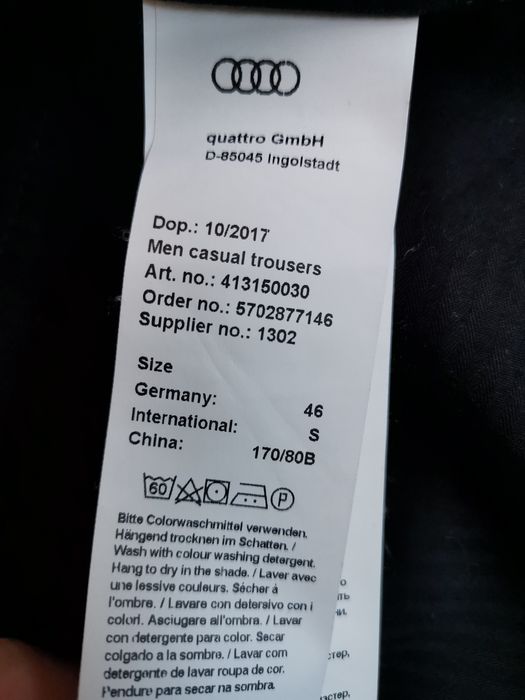 quattro GmbH
D-85045 Ingolstadt
Dop.: 10/2017
Men casual trousers
Art. no.: 413150030
Order no.: 5702877146
Supplier no.: 1302
Size
Germany: 46
International: S
China: 170/80B
60 P
Bitte Colorwaschmittel verwenden.
Hängend trocknen im Schatten. /
Wash with colour washing detergent.
Hang to dry in the shade. / Laver avec
une lessive couleurs. Sécher à
l'ombre. / Lavare con detersivo con i
colori. Asciugare all'ombra. / Lavar
con detergente para color. Secar
colgado a la sombra. / Lavar com
detergente de lavar roupa de cor.
Pendure para secar na sombra.